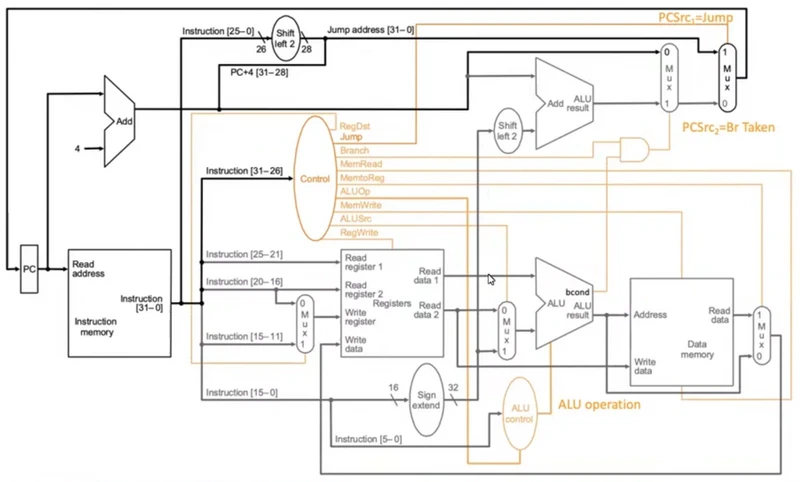 PCSrc₁=Jump
Instruction [25–0]
Shift
left 2
Jump address [31–0]
26
28
PC+4 [31–28]
Add
4
0
M
u
x
1
1
M
u
x
0
Add
ALU
result
Shift
left 2
PCSrc₂=Br Taken
RegDst
Jump
Branch
MemRead
MemtoReg
ALUOp
MemWrite
ALUSrc
RegWrite
Control
Instruction [31–26]
PC
Read
address
Instruction
[31–0]
Instruction
memory
Instruction [25–21]
Instruction [20–16]
Instruction [15–11]
0
M
u
x
1
Read
register 1
Read
register 2
Write
register
Write
data
Registers
Read
data 1
Read
data 2
0
M
u
x
1
bcond
ALU
ALU
result
Address
Read
data
Data
memory
Write
data
1
M
u
x
0
Instruction [15–0]
16
Sign
extend
32
ALU
control
ALU operation
Instruction [5–0]